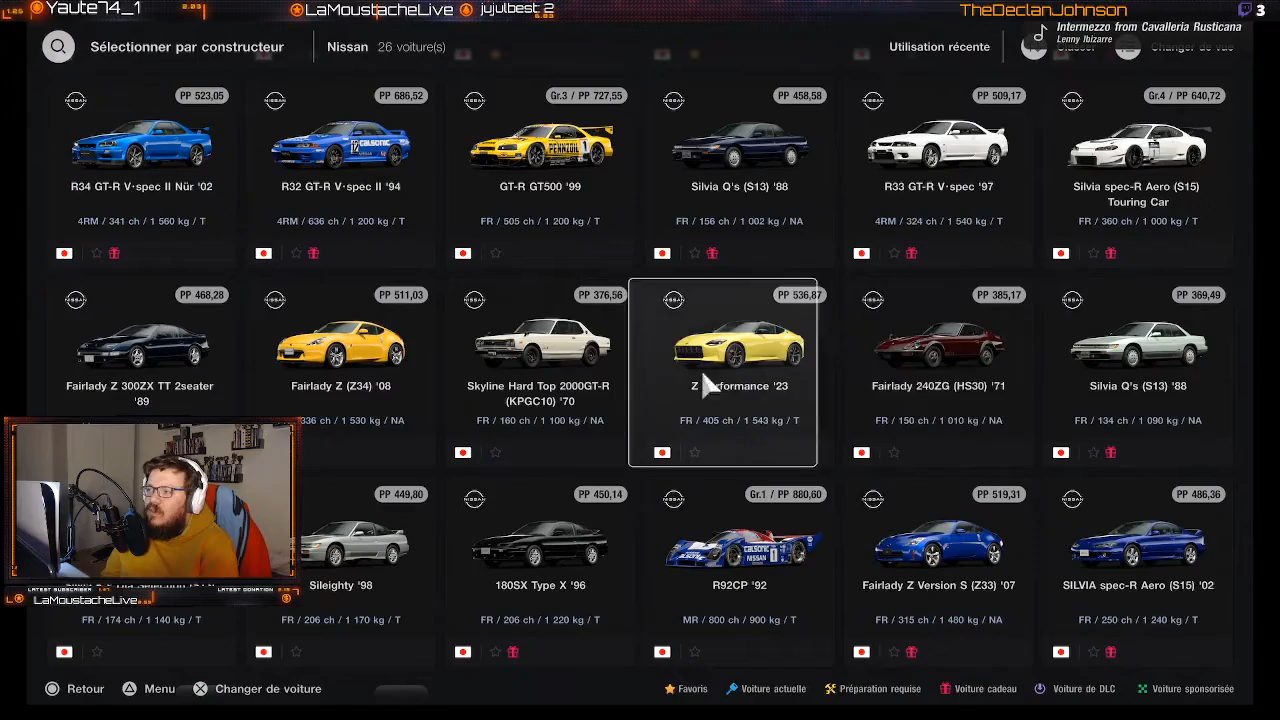 Yaute74_1
LaMoustacheLive
jujulbest 2
TheDeclanJohnson
3
Intermezzo from Cavalleria Rusticana
Lenny Ibizarre
Sélectionner par constructeur
Nissan 26 voiture(s)
Utilisation récente
Classer
Changer de vue
PP 523,05
PP 686,52
Gr.3 / PP 727,55
PP 458,58
PP 509,17
Gr.4 / PP 640,72
R34 GT-R V·spec II Nür '02
R32 GT-R V·spec II '94
GT-R GT500 '99
Silvia Q's (S13) '88
R33 GT-R V·spec '97
Silvia spec-R Aero (S15)
Touring Car
4RM / 341 ch / 1 560 kg / T
4RM / 636 ch / 1 200 kg / T
FR / 505 ch / 1 200 kg / T
FR / 156 ch / 1 002 kg / NA
4RM / 324 ch / 1 540 kg / T
FR / 360 ch / 1 000 kg / T
PP 468,28
PP 511,03
PP 376,56
PP 536,87
PP 385,17
PP 369,49
Fairlady Z 300ZX TT 2seater
'89
Fairlady Z (Z34) '08
Skyline Hard Top 2000GT-R
(KPGC10) '70
Z Performance '23
Fairlady 240ZG (HS30) '71
Silvia Q's (S13) '88
336 ch / 1 530 kg / NA
FR / 160 ch / 1 100 kg / NA
FR / 405 ch / 1 543 kg / T
FR / 150 ch / 1 010 kg / NA
FR / 134 ch / 1 090 kg / NA
PP 449,80
PP 450,14
Gr.1 / PP 880,60
PP 519,31
PP 486,36
Sileighty '98
180SX Type X '96
R92CP '92
Fairlady Z Version S (Z33) '07
SILVIA spec-R Aero (S15) '02
LATEST SUBSCRIBER
LATEST DONATION
LaMoustacheLive
FR / 174 ch / 1 140 kg / T
FR / 206 ch / 1 170 kg / T
FR / 206 ch / 1 220 kg / T
MR / 800 ch / 900 kg / T
FR / 315 ch / 1 480 kg / NA
FR / 250 ch / 1 240 kg / T
Retour
Menu
Changer de voiture
Favoris
Voiture actuelle
Préparation requise
Voiture cadeau
Voiture de DLC
Voiture sponsorisée